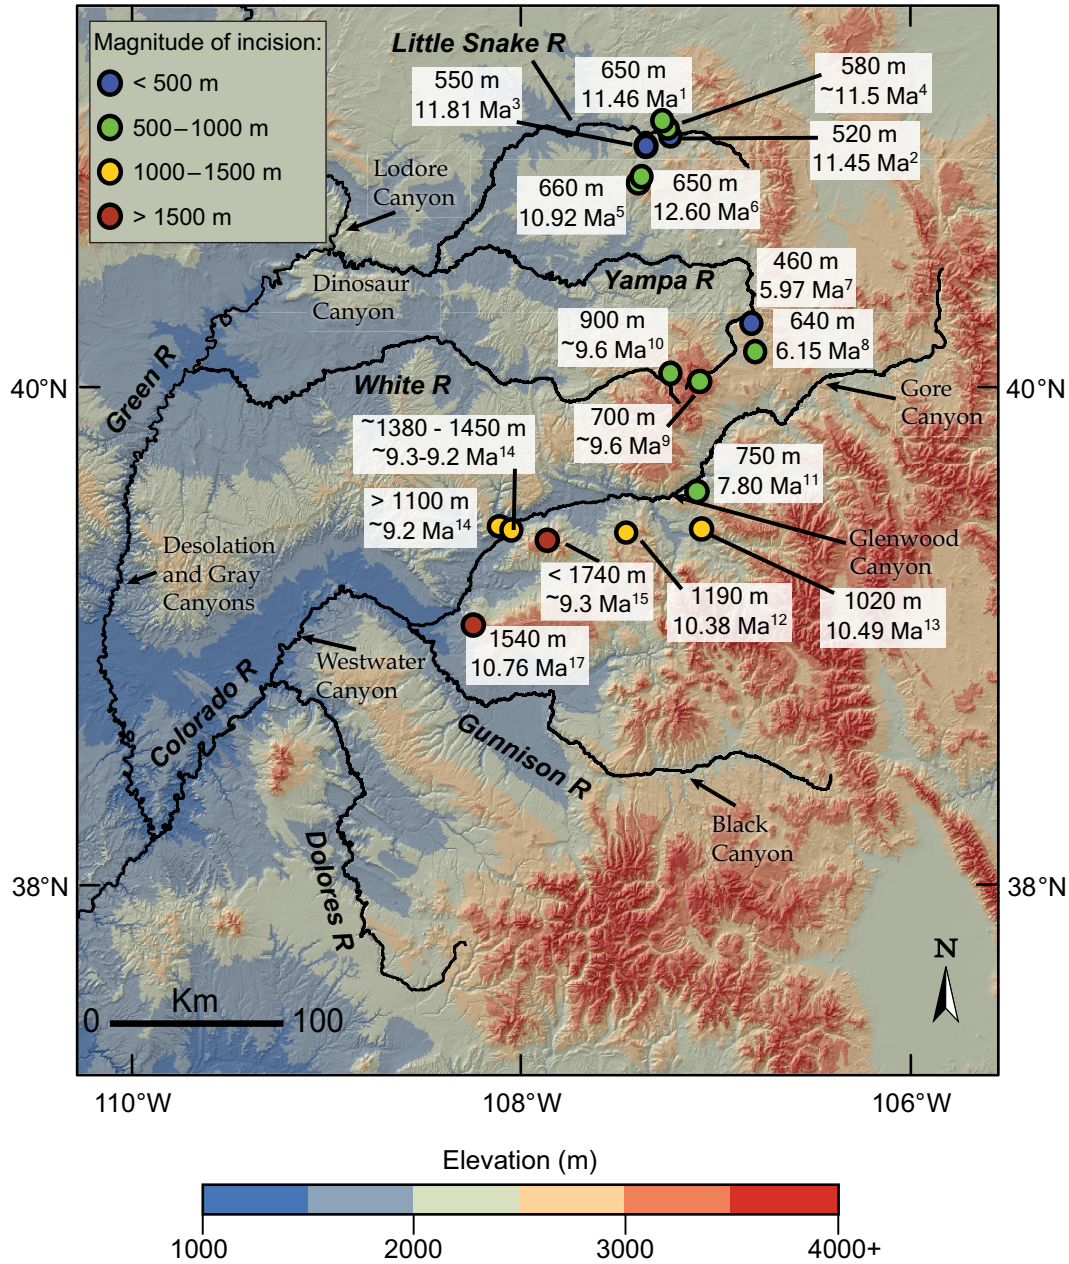 Magnitude of incision:
< 500 m
500–1000 m
1000–1500 m
> 1500 m
Little Snake R
550 m
11.81 Ma³
650 m
11.46 Ma¹
580 m
~11.5 Ma⁴
520 m
11.45 Ma²
660 m
10.92 Ma⁵
650 m
12.60 Ma⁶
Lodore
Canyon
Dinosaur
Canyon
Yampa R
460 m
5.97 Ma⁷
640 m
6.15 Ma⁸
900 m
~9.6 Ma¹⁰
700 m
~9.6 Ma⁹
White R
Green R
Gore
Canyon
40°N
40°N
~1380 - 1450 m
~9.3-9.2 Ma¹⁴
> 1100 m
~9.2 Ma¹⁴
750 m
7.80 Ma¹¹
Glenwood
Canyon
Desolation
and Gray
Canyons
< 1740 m
~9.3 Ma¹⁵
1190 m
10.38 Ma¹²
1020 m
10.49 Ma¹³
1540 m
10.76 Ma¹⁷
Westwater
Canyon
Colorado R
Gunnison R
Black
Canyon
Dolores R
38°N
38°N
N
Km
0
100
110°W
108°W
106°W
Elevation (m)
1000
2000
3000
4000+